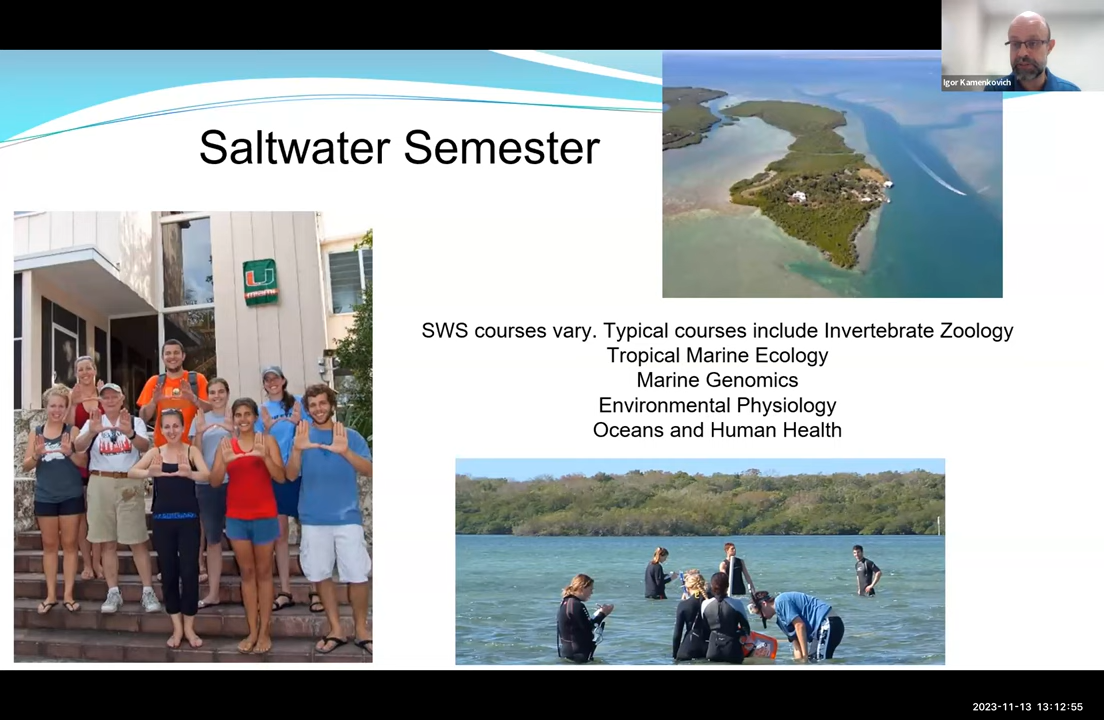 Igor Kamenkovich
Saltwater Semester
U
SWS courses vary. Typical courses include Invertebrate Zoology
Tropical Marine Ecology
Marine Genomics
Environmental Physiology
Oceans and Human Health
2023-11-13 13:12:55